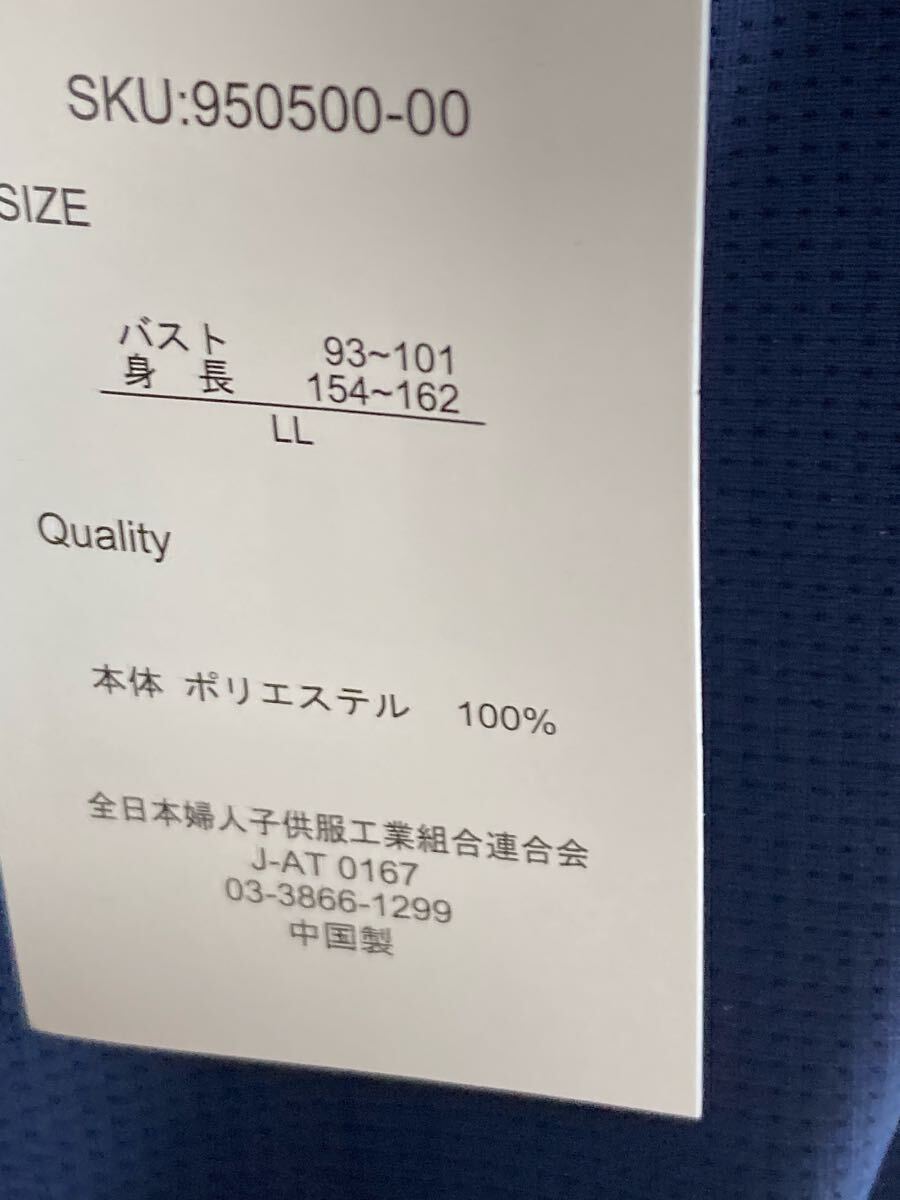 SKU:950500-00
SIZE
バスト 93~101
身 長 154~162
LL
Quality
本体 ポリエステル 100%
全日本婦人子供服工業組合連合会
J-AT 0167
03-3866-1299
中国製